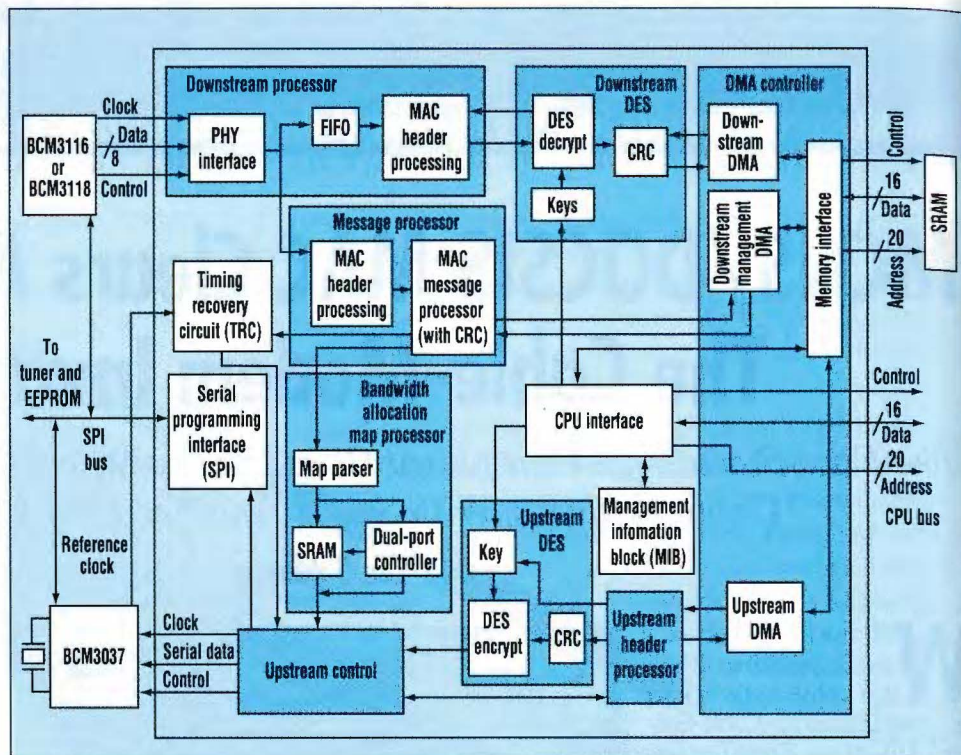 Downstream processor
Clock
Data
8
Control
BCM3116
or
BCM3118
PHY
interface
FIFO
MAC
header
processing
Downstream
DES
DES
decrypt
CRC
Keys
DMA controller
Down-
stream
DMA
Downstream
management
DMA
Memory interface
Control
16
Data
20
Address
SRAM
Message processor
MAC
header
processing
MAC
message
processor
(with CRC)
Timing
recovery
circuit (TRC)
To
tuner and
EEPROM
SPI
bus
Serial
programming
interface
(SPI)
Bandwidth
allocation
map processor
Map parser
SRAM
Dual-port
controller
CPU interface
Control
16
Data
20
Address
CPU bus
Management
infomation
block (MIB)
Upstream
DES
Key
DES
encrypt
CRC
Upstream
header
processor
Upstream
DMA
Reference
clock
BCM3037
Clock
Serial data
Control
Upstream control